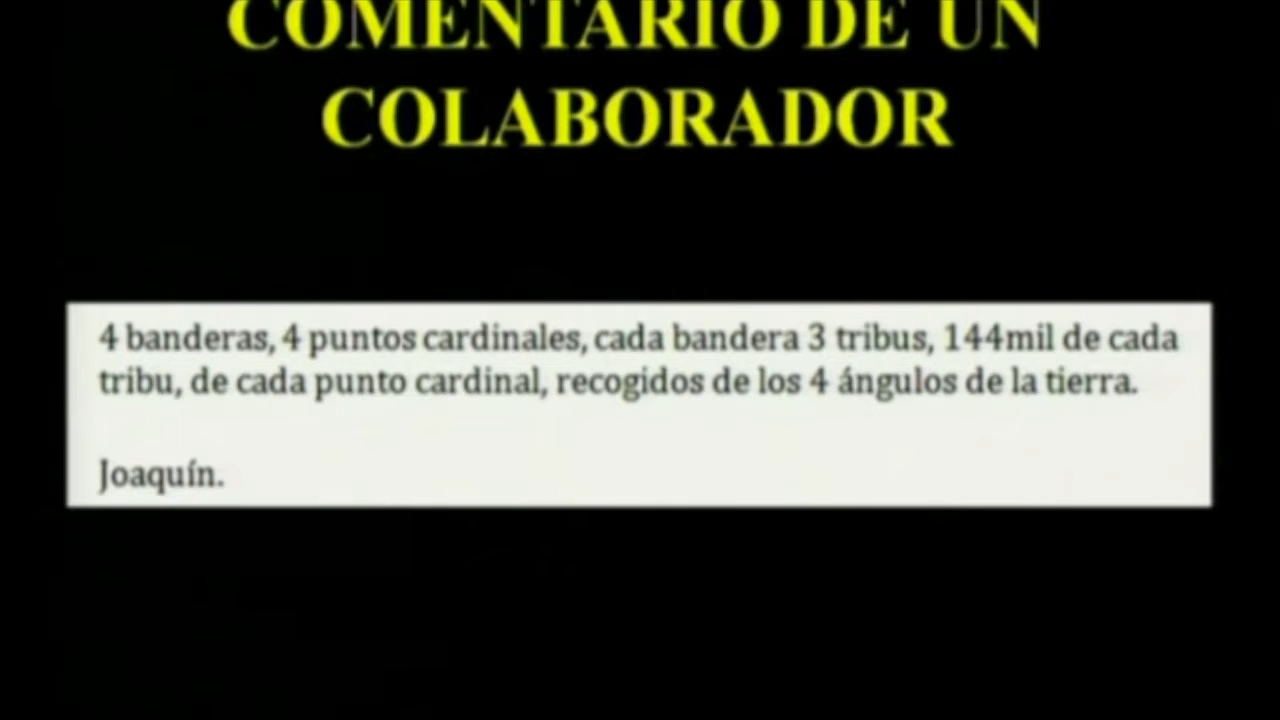 COMENTARIO DE UN
COLABORADOR
4 banderas, 4 puntos cardinales, cada bandera 3 tribus, 144mil de cada
tribu, de cada punto cardinal, recogidos de los 4 ángulos de la tierra.
Joaquín.